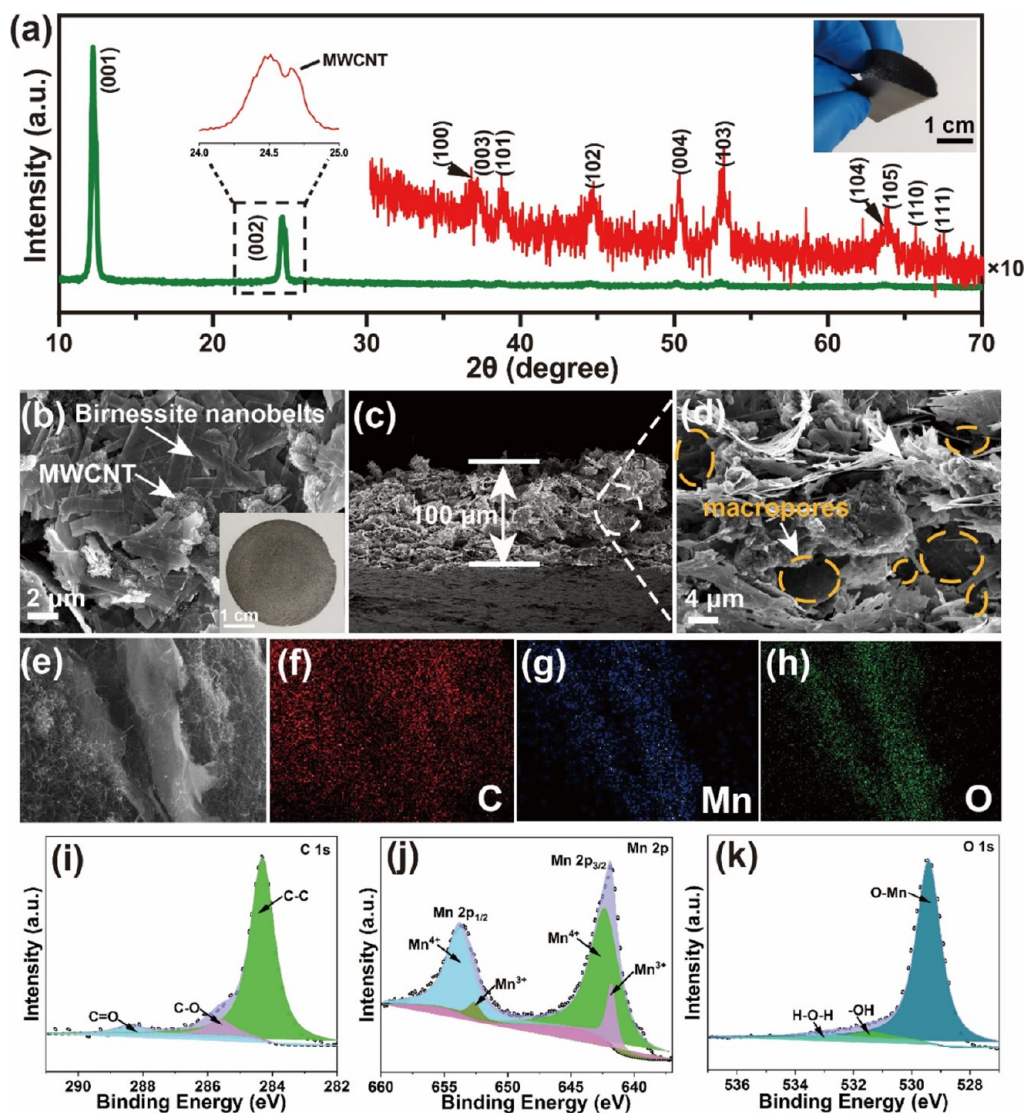 (a)
(001)
MWCNT
24.0 24.5 25.0
(002)
(100)
(003)
(101)
(102)
(004)
(103)
(104)
(105)
(110)
(111)
1 cm
×10
Intensity (a.u.)
10 20 30 40 50 60 70
2θ (degree)
(b)
Birnessite nanobelts
MWCNT
2 μm
1 cm
(c)
100 μm
(d)
macropores
4 μm
(e)
(f)
C
(g)
Mn
(h)
O
(i)
C 1s
C-C
C-O
C=O
Intensity (a.u.)
290 288 286 284 282
Binding Energy (eV)
(j)
Mn 2p
Mn 2p3/2
Mn 2p1/2
Mn4+
Mn3+
Mn4+
Mn3+
Intensity (a.u.)
660 650 640
Binding Energy (eV)
(k)
O 1s
O-Mn
-OH
H-O-H
Intensity (a.u.)
536 534 532 530 528
Binding Energy (eV)